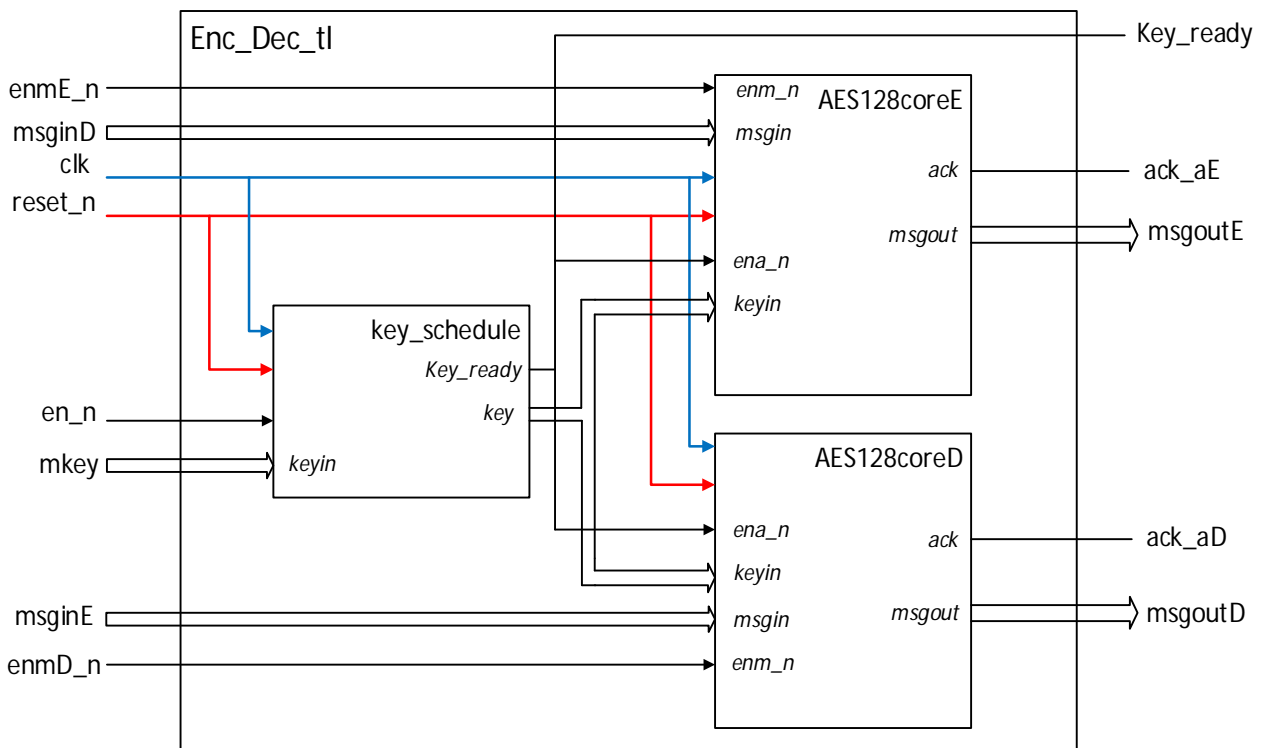 Enc_Dec_tl
Key_ready
enmE_n
msginD
clk
reset_n
en_n
mkey
msginE
enmD_n
key_schedule
Key_ready
key
keyin
enm_n
AES128coreE
msgin
ack
msgout
ena_n
keyin
ack_aE
msgoutE
AES128coreD
ena_n
ack
keyin
msgin
msgout
enm_n
ack_aD
msgoutD